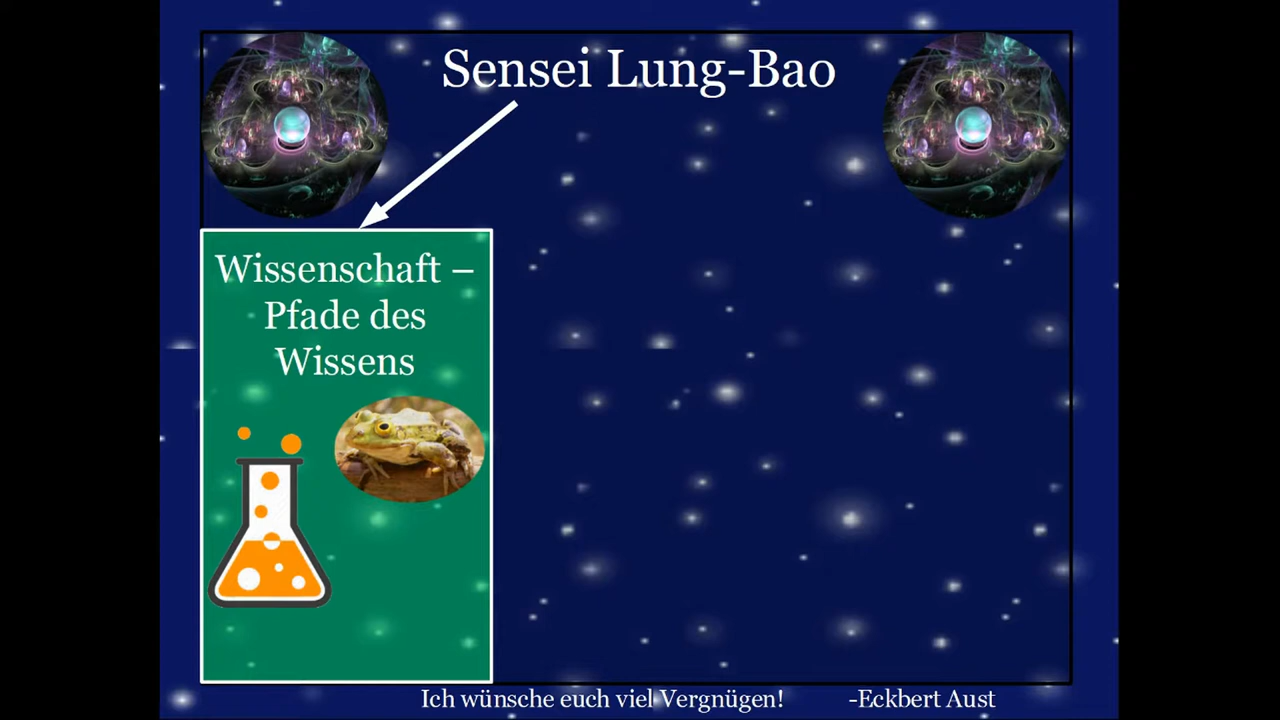 Sensei Lung-Bao
Wissenschaft –
Pfade des
Wissens
Ich wünsche euch viel Vergnügen! -Eckbert Aust